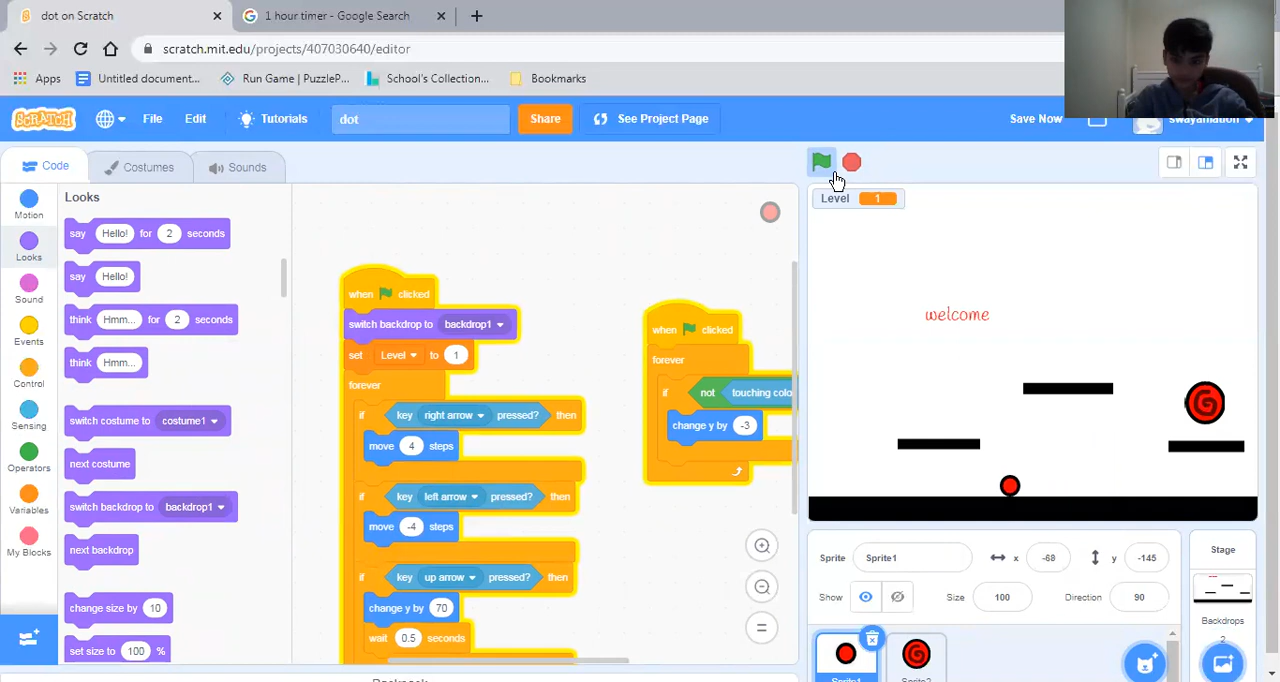 dot on Scratch
1 hour timer - Google Search
scratch.mit.edu/projects/407030640/editor
Apps Untitled document... Run Game | PuzzleP... School's Collection... Bookmarks
SCRATCH File Edit Tutorials dot Share See Project Page Save Now swayamation
Code Costumes Sounds
Motion
Looks
Sound
Events
Control
Sensing
Operators
Variables
My Blocks
Looks
say Hello! for 2 seconds
say Hello!
think Hmm... for 2 seconds
think Hmm...
switch costume to costume1
next costume
switch backdrop to backdrop1
next backdrop
change size by 10
set size to 100 %
when clicked
switch backdrop to backdrop1
set Level to 1
forever
if key right arrow pressed? then
move 4 steps
if key left arrow pressed? then
move -4 steps
if key up arrow pressed? then
change y by 70
wait 0.5 seconds
when clicked
forever
if not touching colo
change y by -3
Level 1
welcome
Sprite Sprite1 x -68 y -145
Show Size 100 Direction 90
Sprite1
Stage
Backdrops
2